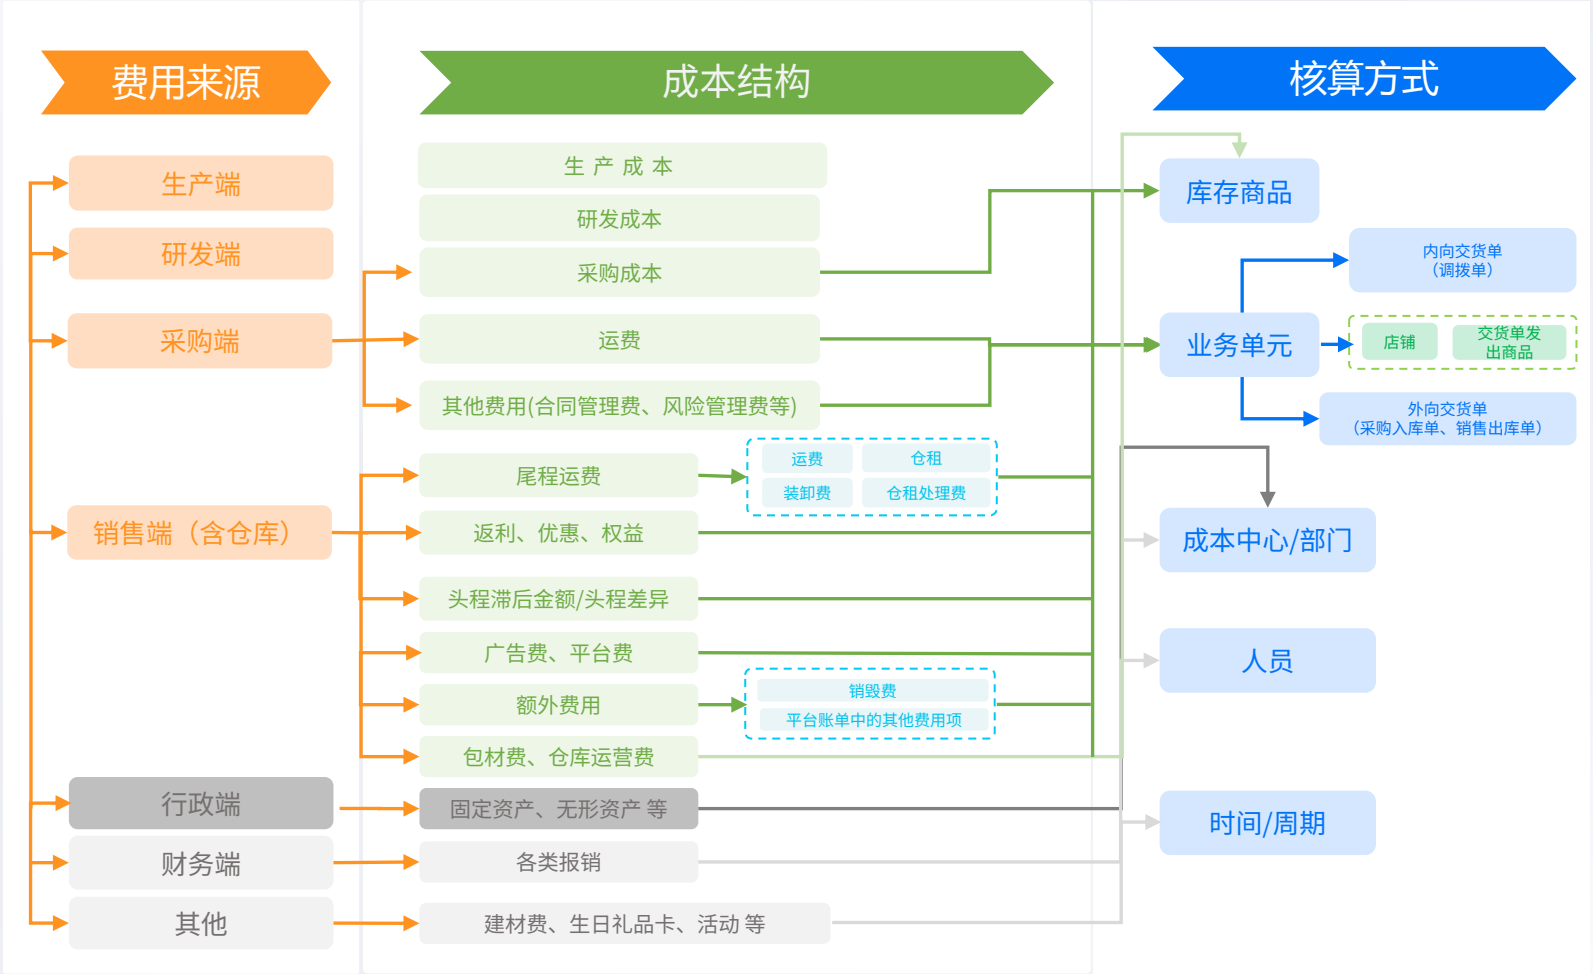 费用来源
成本结构
核算方式
生产端
研发端
采购端
销售端（含仓库）
行政端
财务端
其他
生产成本
研发成本
采购成本
运费
其他费用(合同管理费、风险管理费等)
尾程运费
返利、优惠、权益
头程滞后金额/头程差异
广告费、平台费
额外费用
包材费、仓库运营费
固定资产、无形资产 等
各类报销
建材费、生日礼品卡、活动 等
运费
仓租
装卸费
仓租处理费
销毁费
平台账单中的其他费用项
库存商品
业务单元
内向交货单
（调拨单）
店铺
交货单发
出商品
外向交货单
（采购入库单、销售出库单）
成本中心/部门
人员
时间/周期